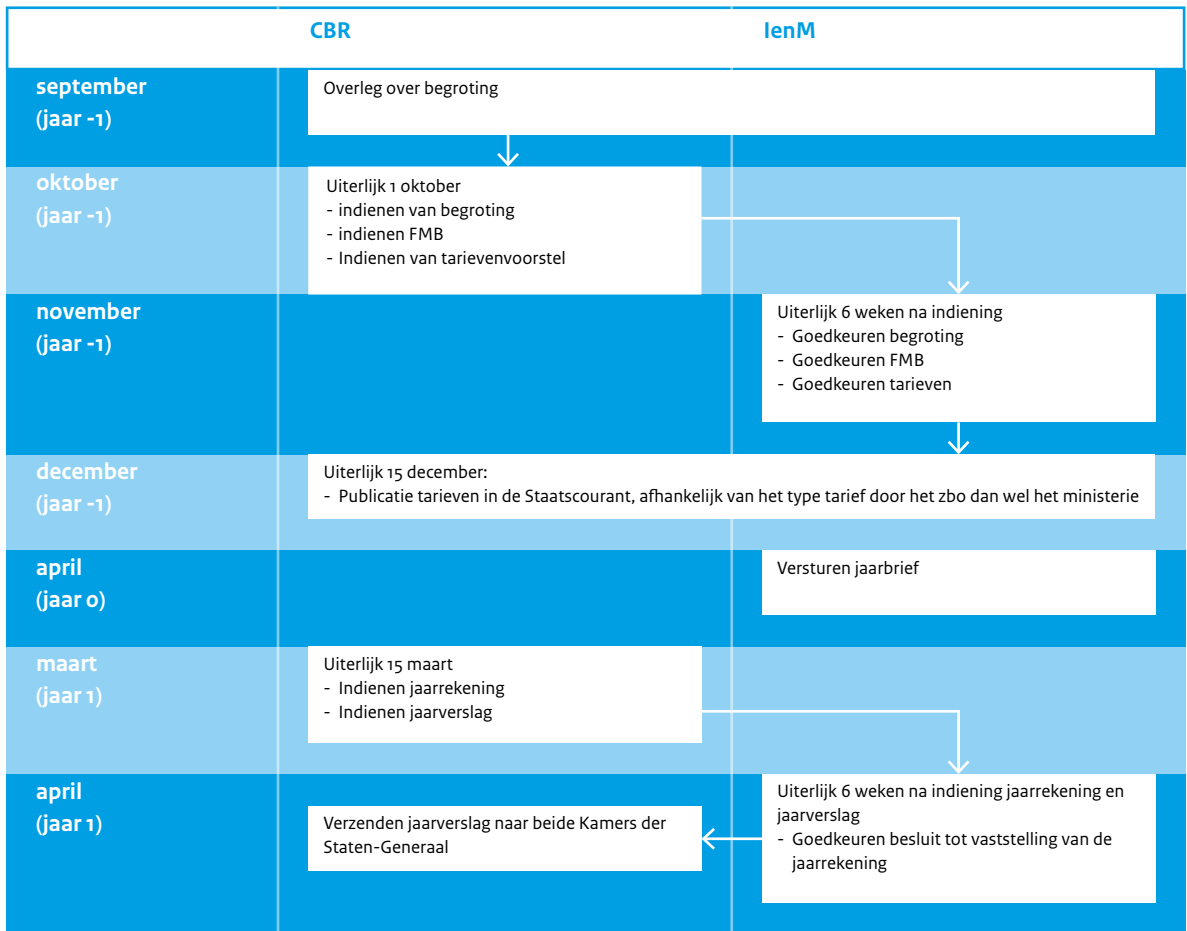 CBR
IenM
september
(jaar -1)
Overleg over begroting
oktober
(jaar -1)
Uiterlijk 1 oktober
- indienen van begroting
- indienen FMB
- Indienen van tarievenvoorstel
november
(jaar -1)
Uiterlijk 6 weken na indiening
- Goedkeuren begroting
- Goedkeuren FMB
- Goedkeuren tarieven
december
(jaar -1)
Uiterlijk 15 december:
- Publicatie tarieven in de Staatscourant, afhankelijk van het type tarief door het zbo dan wel het ministerie
april
(jaar 0)
Versturen jaarbrief
maart
(jaar 1)
Uiterlijk 15 maart
- Indienen jaarrekening
- Indienen jaarverslag
april
(jaar 1)
Verzenden jaarverslag naar beide Kamers der
Staten-Generaal
Uiterlijk 6 weken na indiening jaarrekening en
jaarverslag
- Goedkeuren besluit tot vaststelling van de
jaarrekening